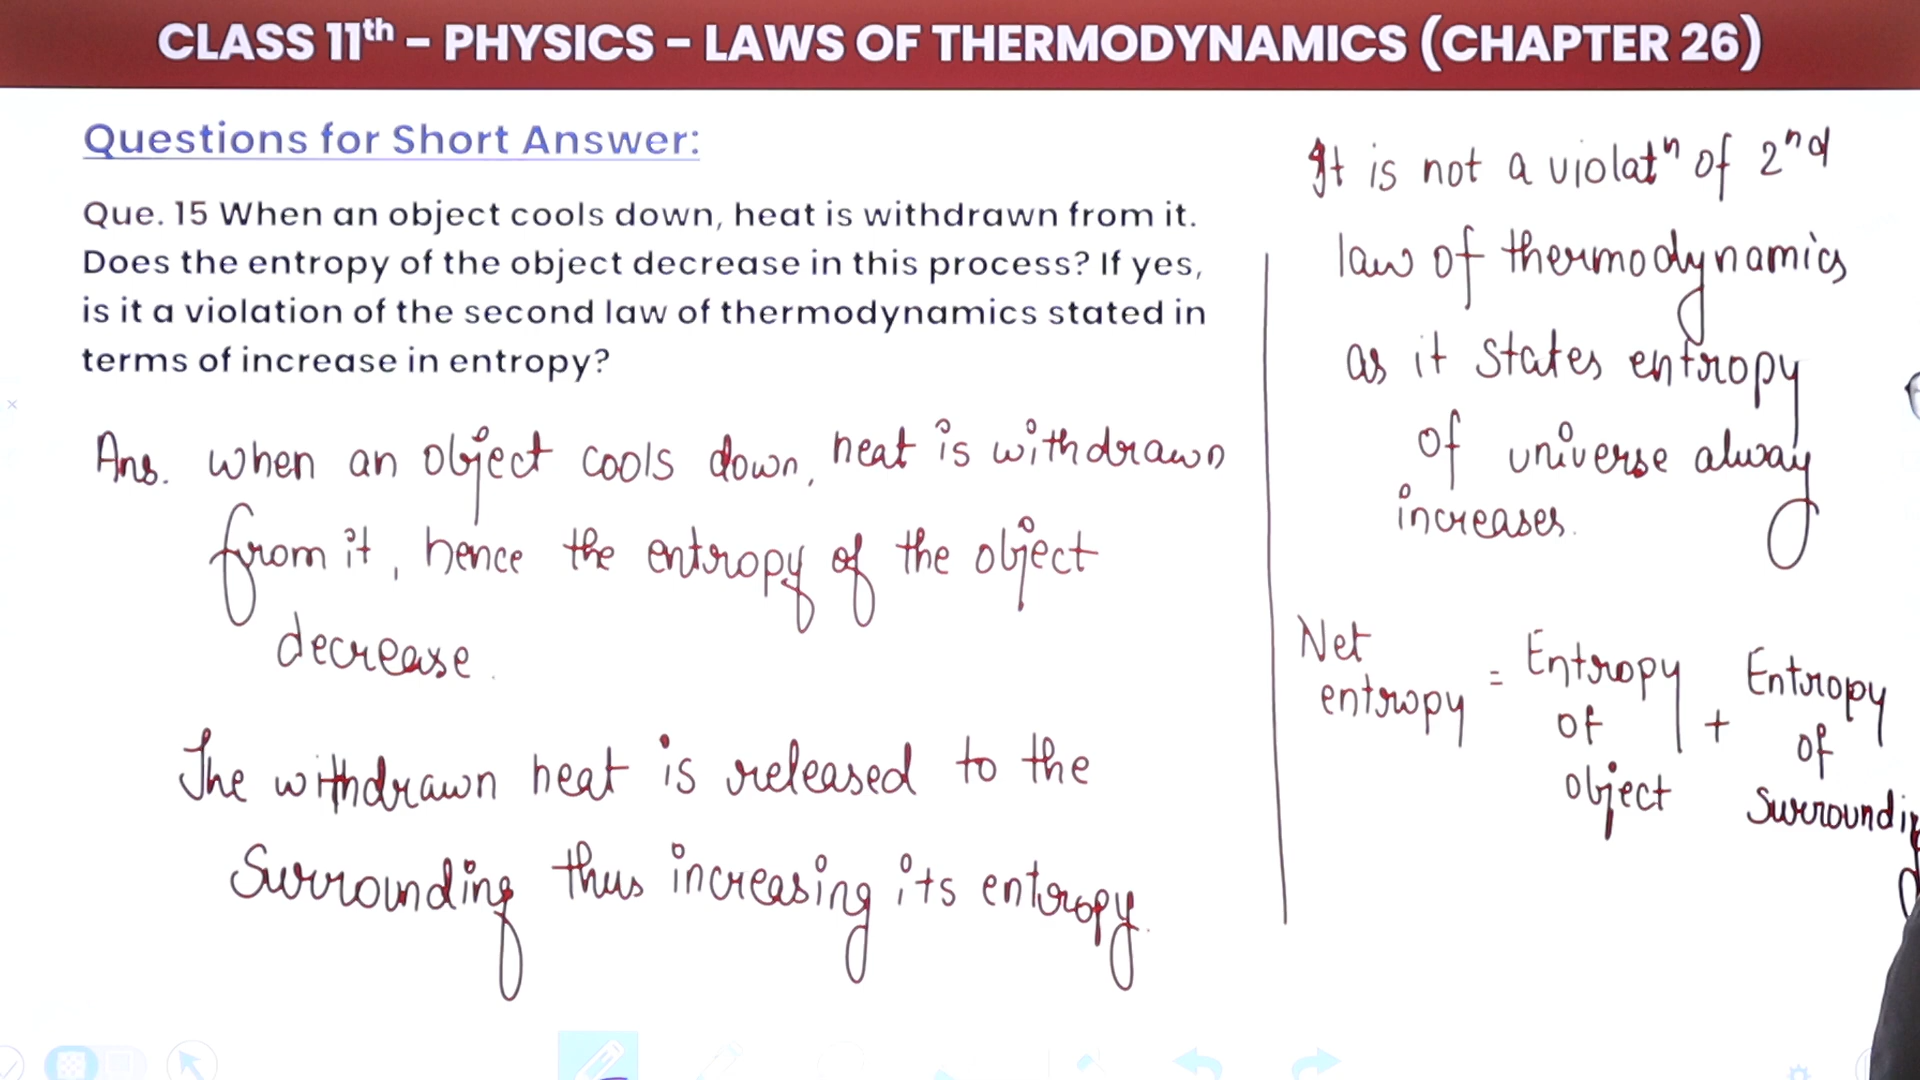 CLASS 11th - PHYSICS - LAWS OF THERMODYNAMICS (CHAPTER 26)
Questions for Short Answer:
Que. 15 When an object cools down, heat is withdrawn from it.
Does the entropy of the object decrease in this process? If yes,
is it a violation of the second law of thermodynamics stated in
terms of increase in entropy?
Ans. when an object cools down, heat is withdrawn
from it, hence the entropy of the object
decrease.
The withdrawn heat is released to the
Surrounding thus increasing its entropy.
It is not a violatn of 2nd
law of thermodynamics
as it states entropy
of universe alway
increases.
Net entropy = Entropy of object + Entropy of